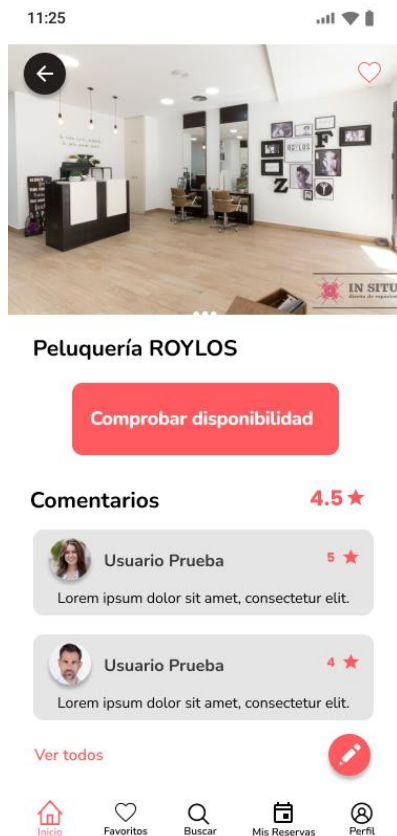 11:25
ROYLOS
F
Z
IN SITU
Peluquería ROYLOS
Comprobar disponibilidad
Comentarios
4.5
Usuario Prueba
5
Lorem ipsum dolor sit amet, consectetur elit.
Usuario Prueba
4
Lorem ipsum dolor sit amet, consectetur elit.
Ver todos
Inicio
Favoritos
Buscar
Mis Reservas
Perfil